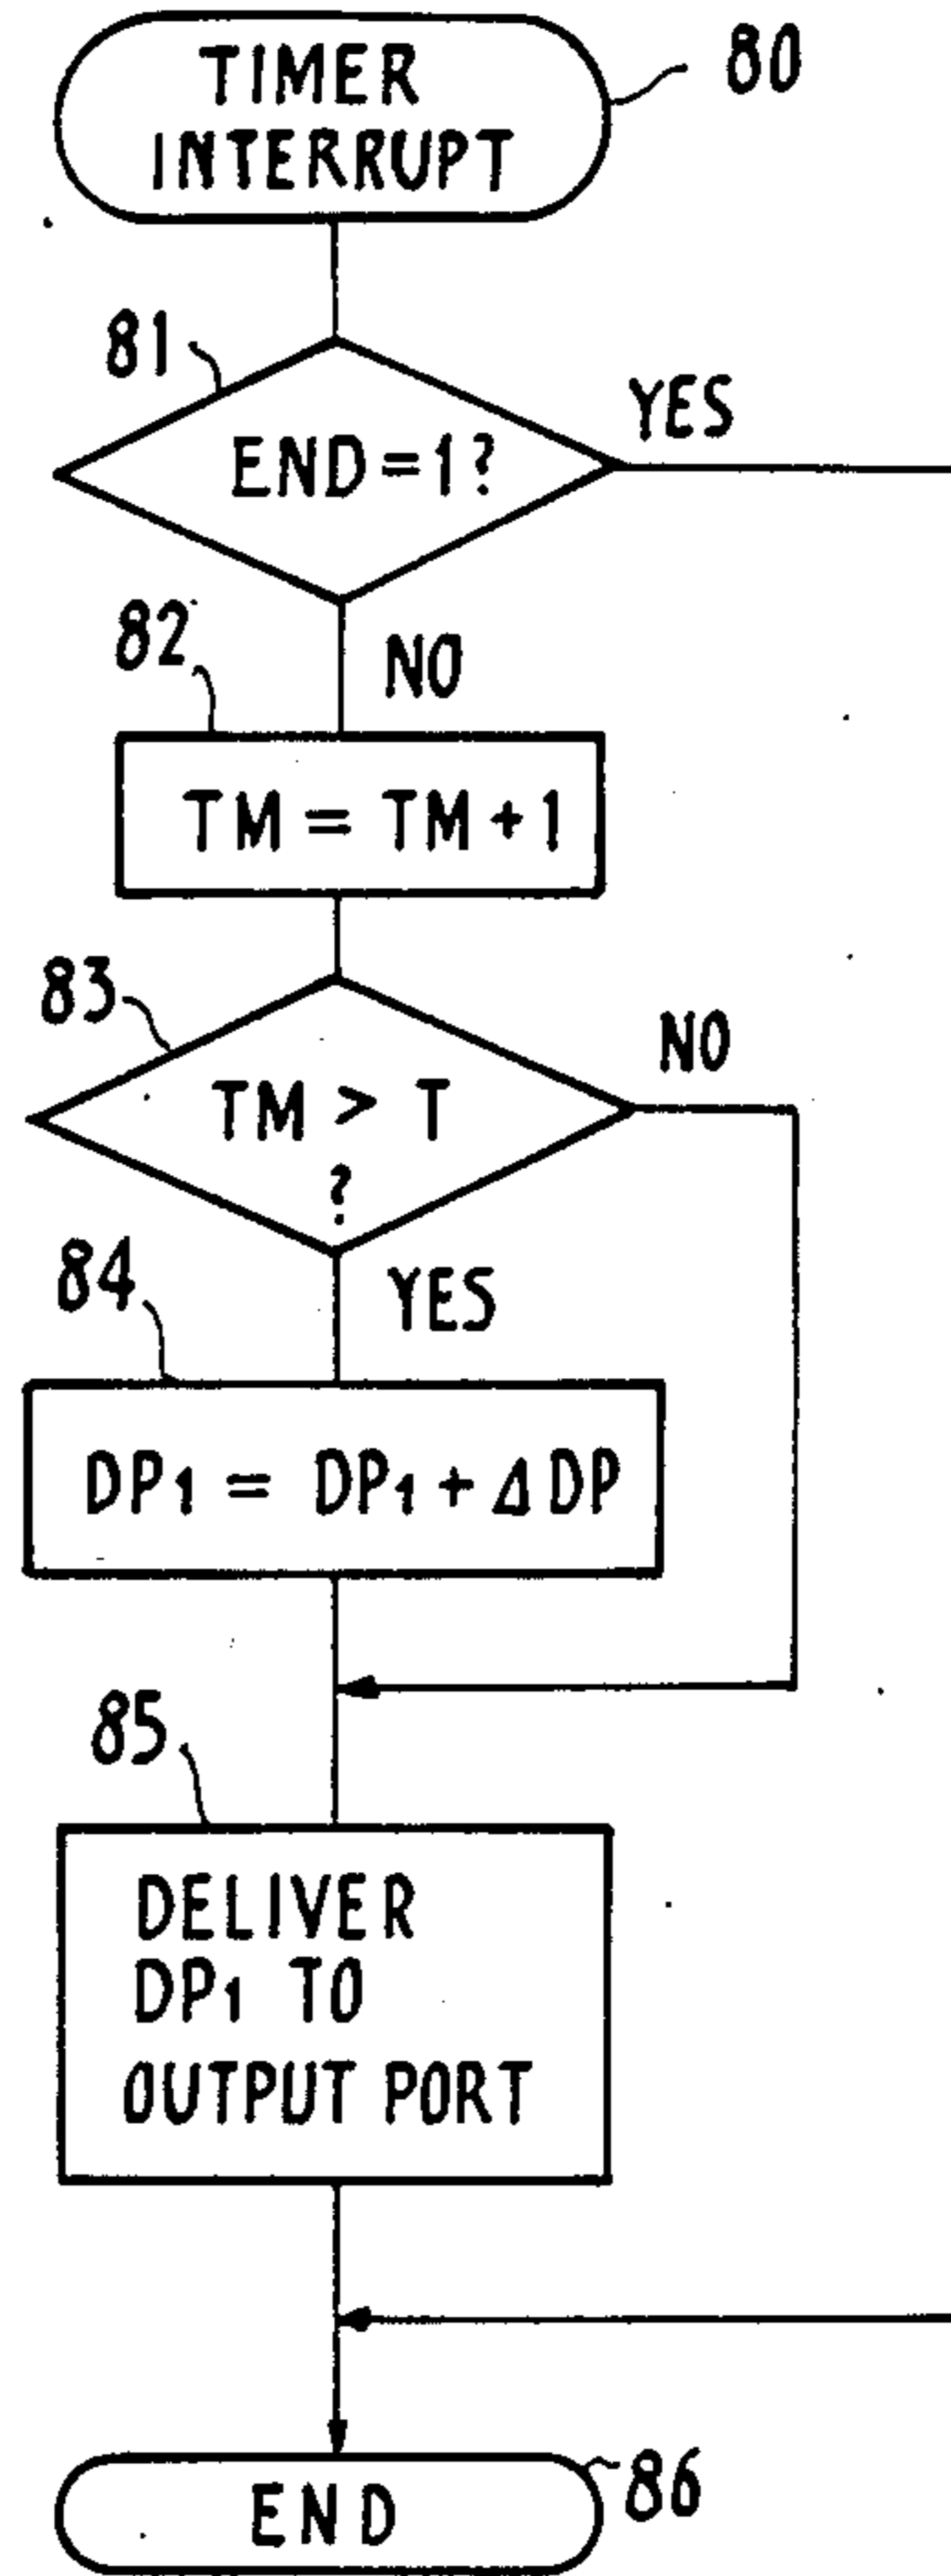 TIMER
INTERRUPT
80
81
END=1?
YES
82
NO
TM = TM+1
83
TM > T
?
NO
84
YES
DP1 = DP1 + ΔDP
85
DELIVER
DP1 TO
OUTPUT PORT
END
86